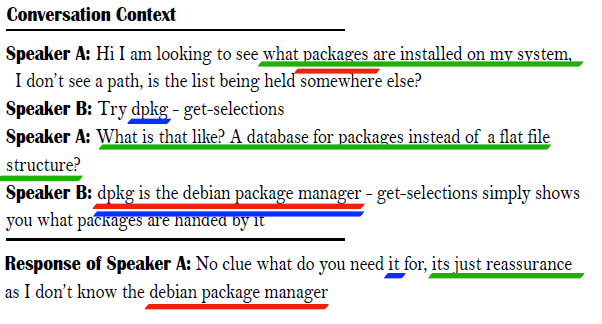 Conversation Context
Speaker A: Hi I am looking to see what packages are installed on my system,
I don't see a path, is the list being held somewhere else?
Speaker B: Try dpkg - get-selections
Speaker A: What is that like? A database for packages instead of a flat file
structure?
Speaker B: dpkg is the debian package manager - get-selections simply shows
you what packages are handed by it
Response of Speaker A: No clue what do you need it for, its just reassurance
as I don't know the debian package manager